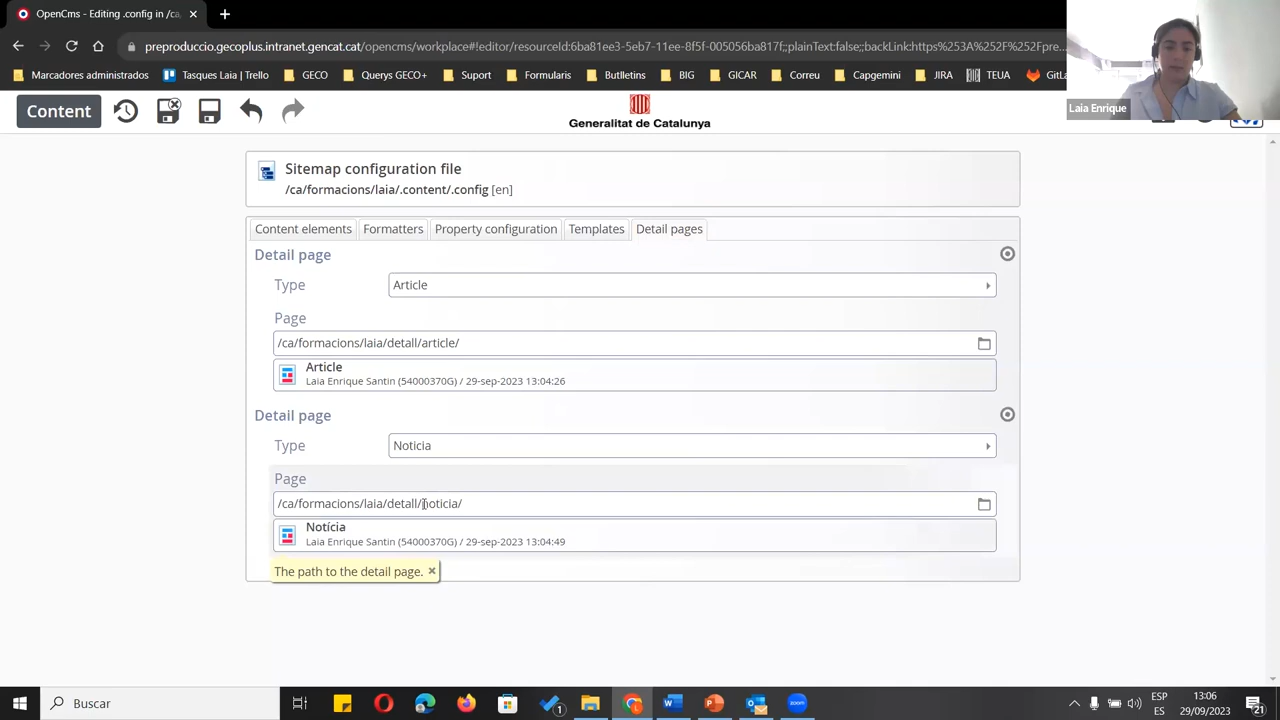 OpenCms - Editing .config in /ca
preproduccio.gecoplus.intranet.gencat.cat/opencms/workplace#!editor/resourceId:6ba81ee3-5eb7-11ee-8f5f-005056ba817f;;plainText:false;;backLink:https%253A%252F%252Fpre...
Marcadores administrados
Tasques Laia | Trello
GECO
Querys
Scrum
Formularis
Butlletins
BIG
GIGA
Correu
Capgemini
JIRA
TEUA
Laia Enrique
Content
Generalitat de Catalunya
Sitemap configuration file
/ca/formacions/laia/.content/.config [en]
Content elements
Formatters
Property configuration
Templates
Detail pages
Detail page
Type
Article
Page
/ca/formacions/laia/detall/article/
Article
Laia Enrique Santin (54000370G) / 29-sep-2023 13:04:26
Detail page
Type
Noticia
Page
/ca/formacions/laia/detall/noticia/
Notícia
Laia Enrique Santin (54000370G) / 29-sep-2023 13:04:49
The path to the detail page.
Buscar
zoom
ESP
ES
13:06
29/09/2023
21